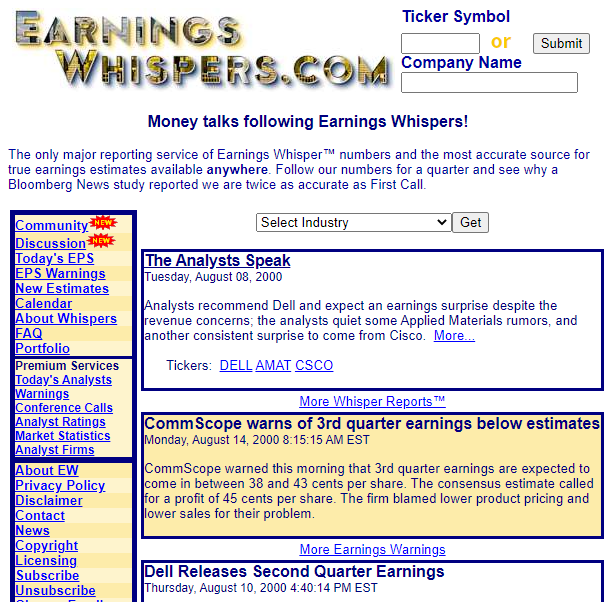 EARNINGS
WHISPERS.COM
Ticker Symbol
or
Submit
Company Name
Money talks following Earnings Whispers!
The only major reporting service of Earnings Whisper™ numbers and the most accurate source for
true earnings estimates available anywhere. Follow our numbers for a quarter and see why a
Bloomberg News study reported we are twice as accurate as First Call.
Community NEW
Discussion NEW
Today's EPS
EPS Warnings
New Estimates
Calendar
About Whispers
FAQ
Portfolio
Premium Services
Today's Analysts
Warnings
Conference Calls
Analyst Ratings
Market Statistics
Analyst Firms
About EW
Privacy Policy
Disclaimer
Contact
News
Copyright
Licensing
Subscribe
Unsubscribe
Select Industry Get
The Analysts Speak
Tuesday, August 08, 2000
Analysts recommend Dell and expect an earnings surprise despite the
revenue concerns; the analysts quiet some Applied Materials rumors, and
another consistent surprise to come from Cisco. More...
Tickers: DELL AMAT CSCO
More Whisper Reports™
CommScope warns of 3rd quarter earnings below estimates
Monday, August 14, 2000 8:15:15 AM EST
CommScope warned this morning that 3rd quarter earnings are expected to
come in between 38 and 43 cents per share. The consensus estimate called
for a profit of 45 cents per share. The firm blamed lower product pricing and
lower sales for their problem.
More Earnings Warnings
Dell Releases Second Quarter Earnings
Thursday, August 10, 2000 4:40:14 PM EST